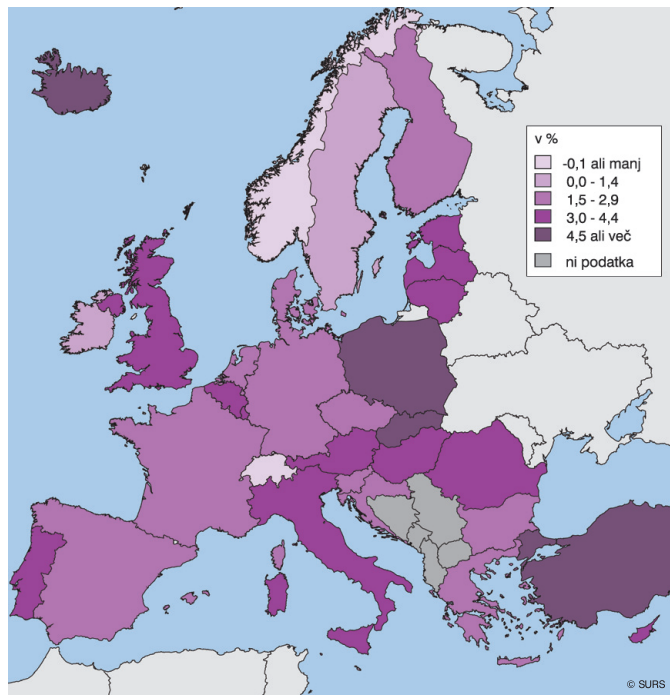 v %
-0,1 ali manj
0,0 - 1,4
1,5 - 2,9
3,0 - 4,4
4,5 ali več
ni podatka
© SURS